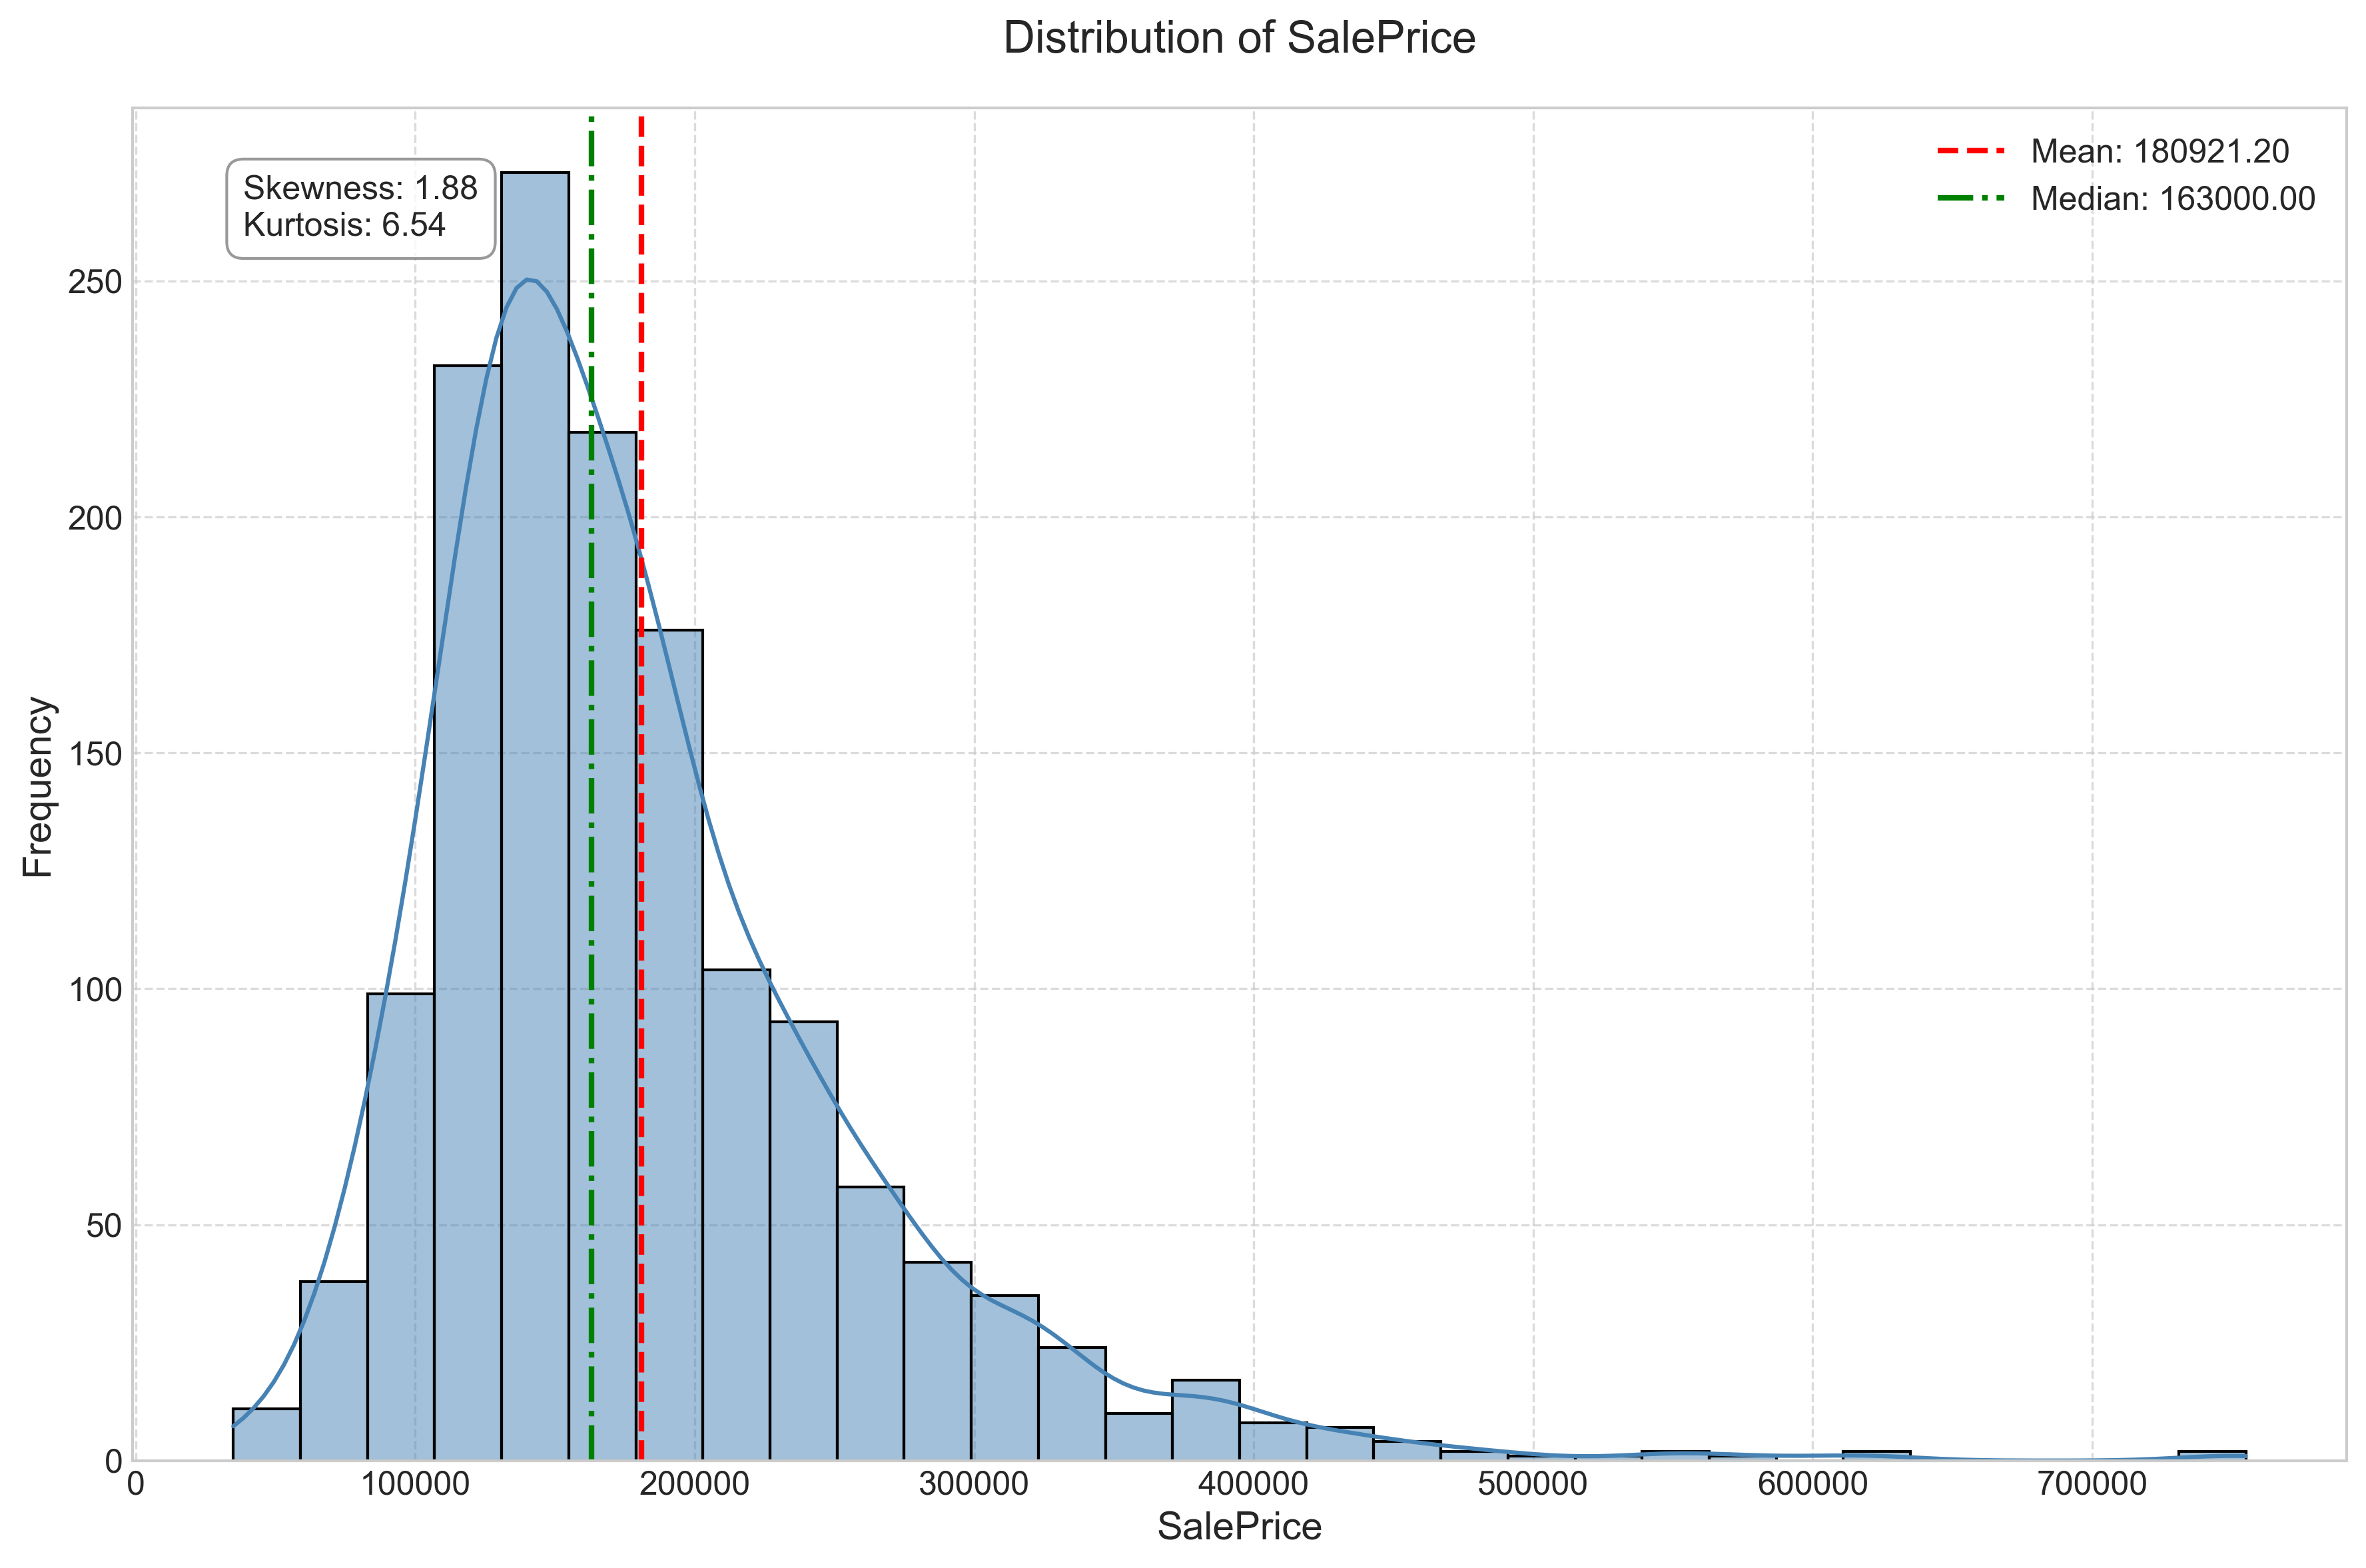 Distribution of SalePrice
Skewness: 1.88
Kurtosis: 6.54
Mean: 180921.20
Median: 163000.00
250
200
150
100
50
0
Frequency
0 100000 200000 300000 400000 500000 600000 700000
SalePrice